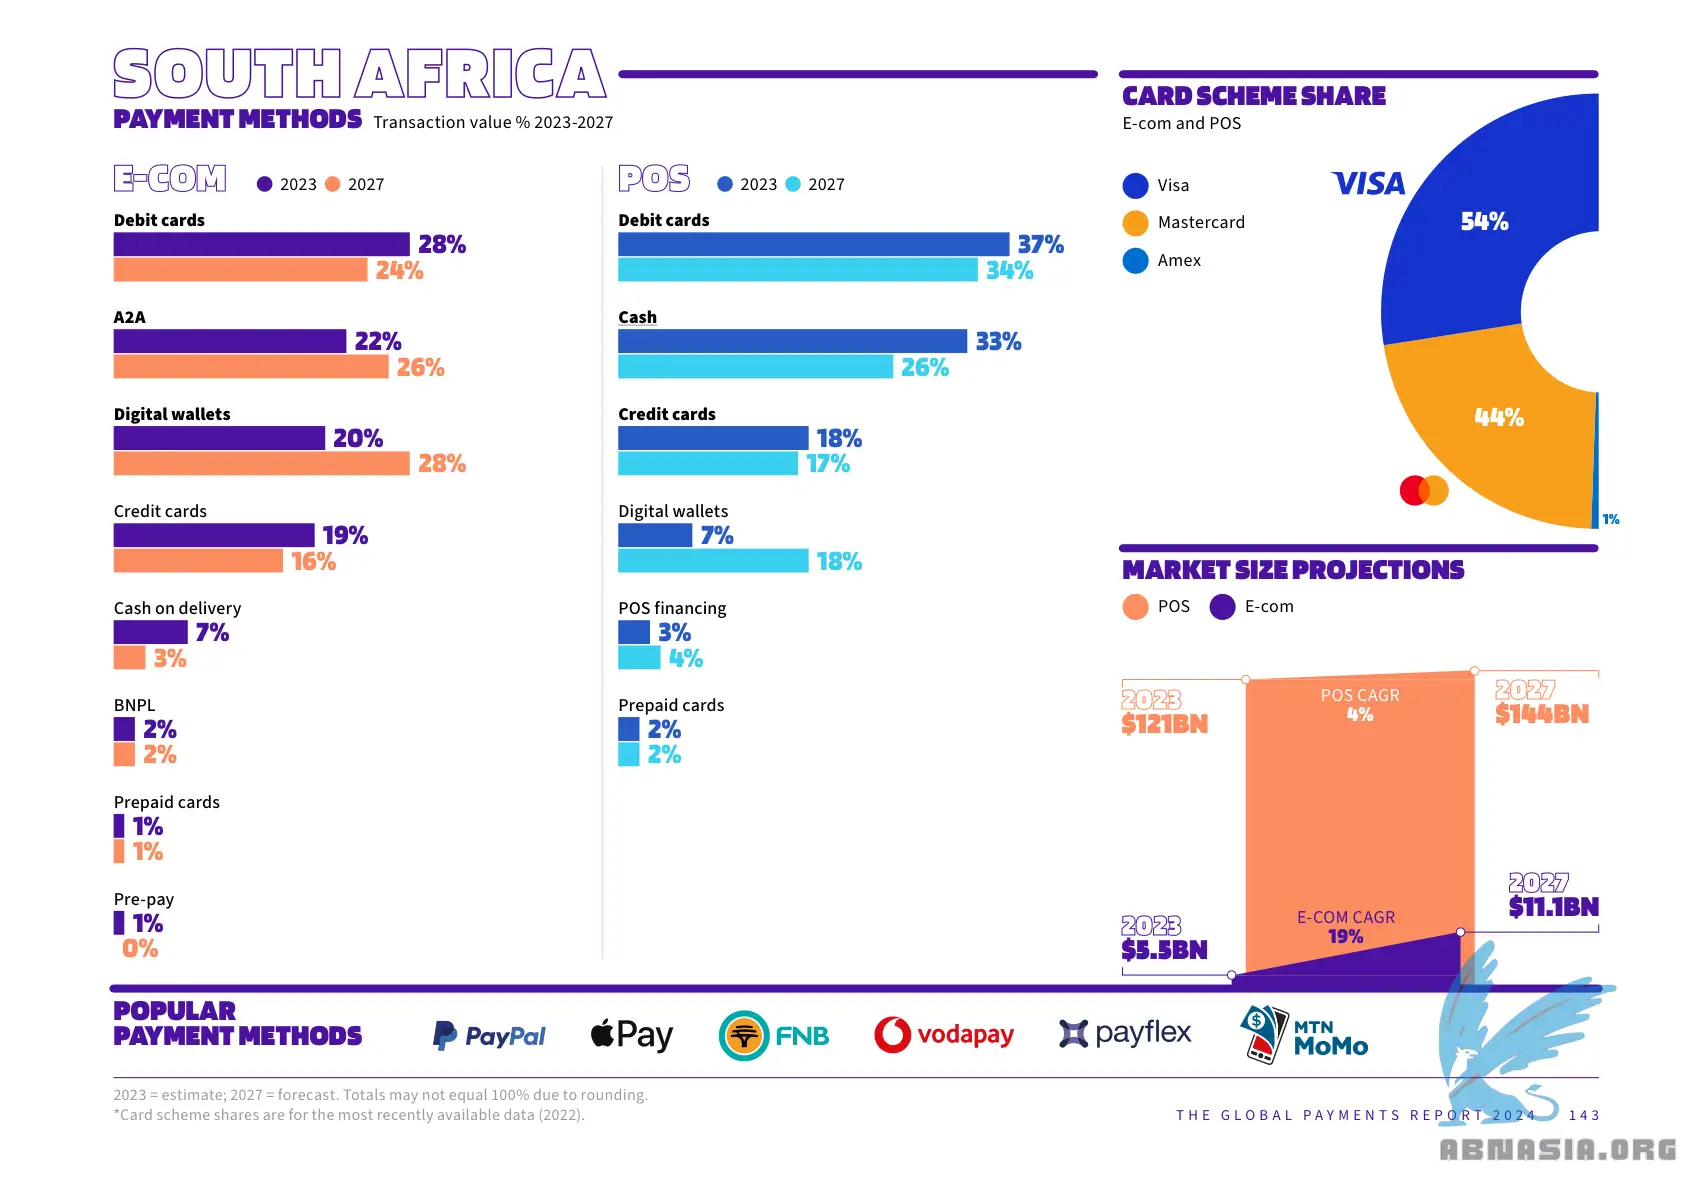 SOUTH AFRICA
PAYMENT METHODS Transaction value % 2023-2027
E-COM 2023 2027
Debit cards
28%
24%
A2A
22%
26%
Digital wallets
20%
28%
Credit cards
19%
16%
Cash on delivery
7%
3%
BNPL
2%
2%
Prepaid cards
1%
1%
Pre-pay
1%
0%
POS 2023 2027
Debit cards
37%
34%
Cash
33%
26%
Credit cards
18%
17%
Digital wallets
7%
18%
POS financing
3%
4%
Prepaid cards
2%
2%
CARD SCHEME SHARE
E-com and POS
Visa
Mastercard
Amex
VISA
54%
44%
1%
MARKET SIZE PROJECTIONS
POS E-com
2023
$121BN
POS CAGR
4%
2027
$144BN
2023
$5.5BN
E-COM CAGR
19%
2027
$11.1BN
POPULAR
PAYMENT METHODS
PayPal Pay FNB vodapay payflex MTN
MoMo
2023 = estimate; 2027 = forecast. Totals may not equal 100% due to rounding.
*Card scheme shares are for the most recently available data (2022).
THE GLOBAL PAYMENTS REPORT 2024 143
ABNASIA.ORG